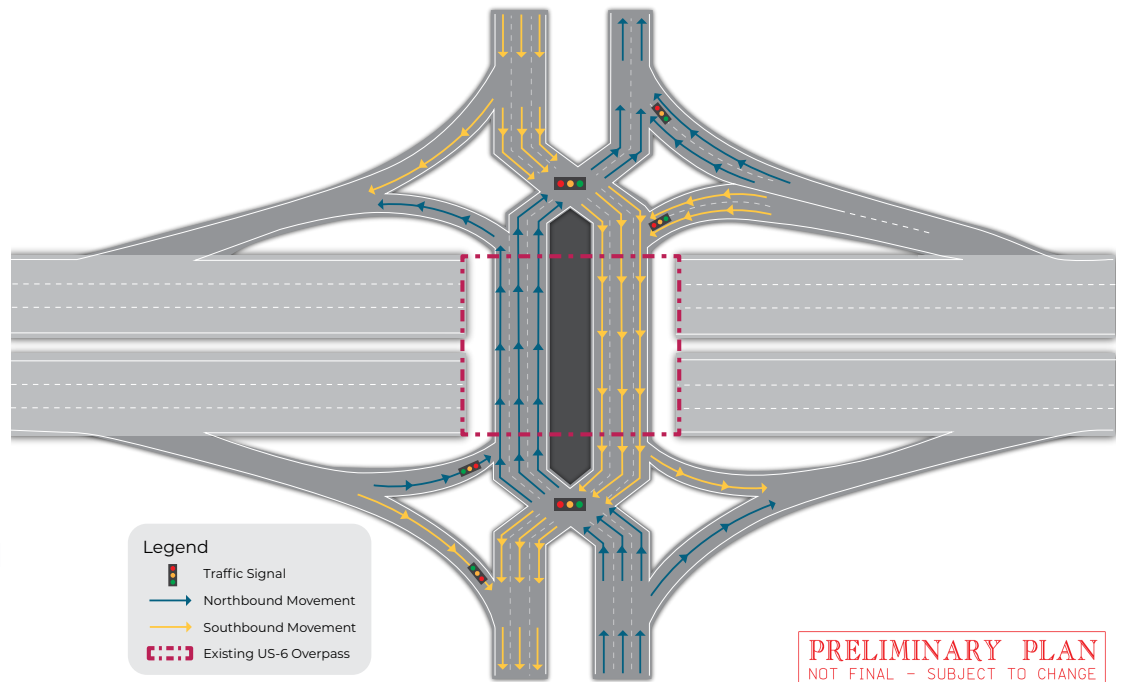 Legend
Traffic Signal
Northbound Movement
Southbound Movement
Existing US-6 Overpass
PRELIMINARY PLAN
NOT FINAL – SUBJECT TO CHANGE